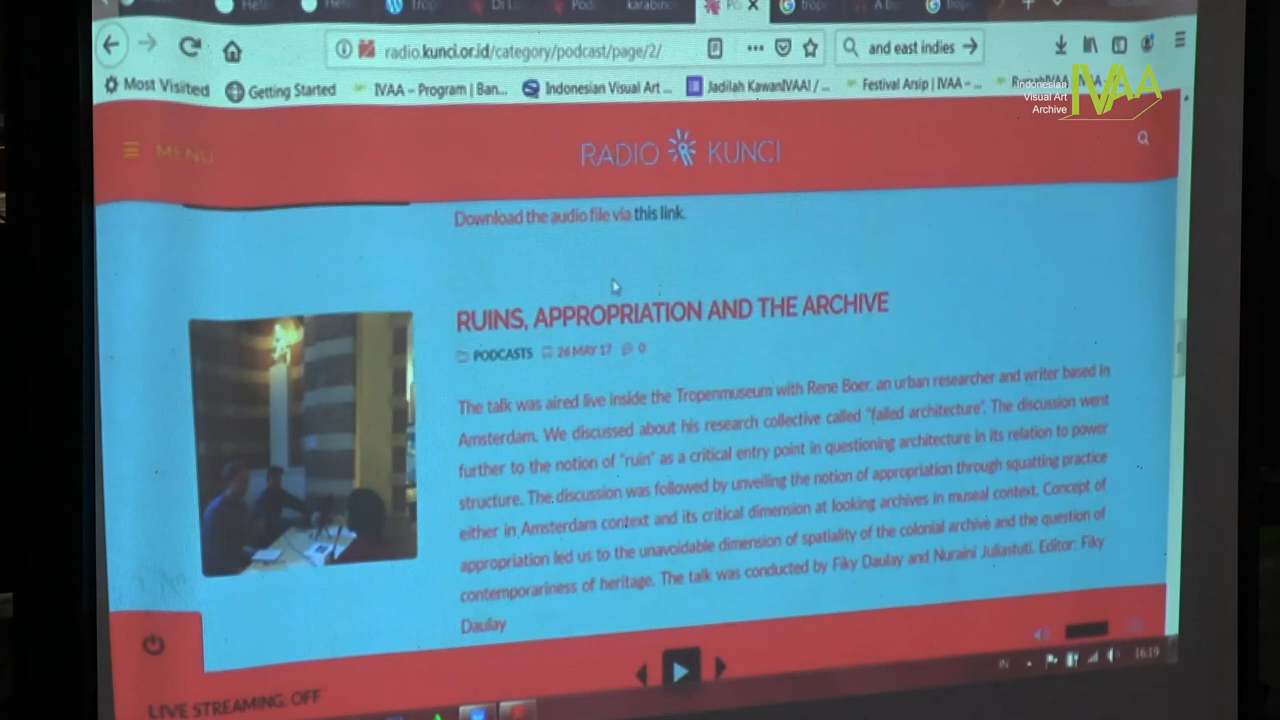 radio.kunci.or.id/category/podcast/page/2/
and east indies
Most Visited
Getting Started
IVAA – Program | Ban...
Indonesian Visual Art ...
Jadilah KawanIVAA! / ...
Festival Arsip | IVAA – ...
Indonesian
Visual Art
Archive
IVAA
MENU
RADIO KUNCI
Download the audio file via this link.
RUINS, APPROPRIATION AND THE ARCHIVE
PODCASTS 26 MAY 17 0
The talk was aired live inside the Tropenmuseum with Rene Boer, an urban researcher and writer based in
Amsterdam. We discussed about his research collective called "failed architecture". The discussion went
further to the notion of "ruin" as a critical entry point in questioning architecture in its relation to power
structure. The discussion was followed by unveiling the notion of appropriation through squatting practice
either in Amsterdam context and its critical dimension at looking archives in museal context. Concept of
appropriation led us to the unavoidable dimension of spatiality of the colonial archive and the question of
contemporariness of heritage. The talk was conducted by Fiky Daulay and Nuraini Juliastuti. Editor: Fiky
Daulay
LIVE STREAMING: OFF
IN
16:19